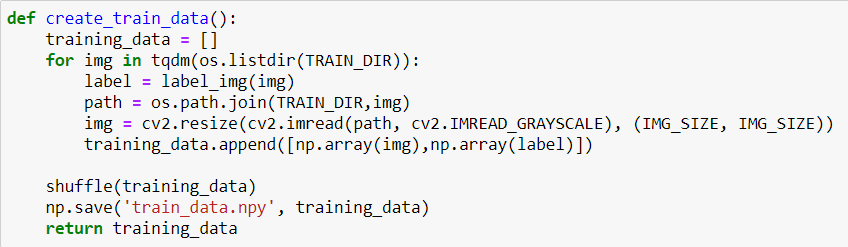 def create_train_data():
    training_data = []
    for img in tqdm(os.listdir(TRAIN_DIR)):
        label = label_img(img)
        path = os.path.join(TRAIN_DIR,img)
        img = cv2.resize(cv2.imread(path, cv2.IMREAD_GRAYSCALE), (IMG_SIZE, IMG_SIZE))
        training_data.append([np.array(img),np.array(label)])
    shuffle(training_data)
    np.save('train_data.npy', training_data)
    return training_data